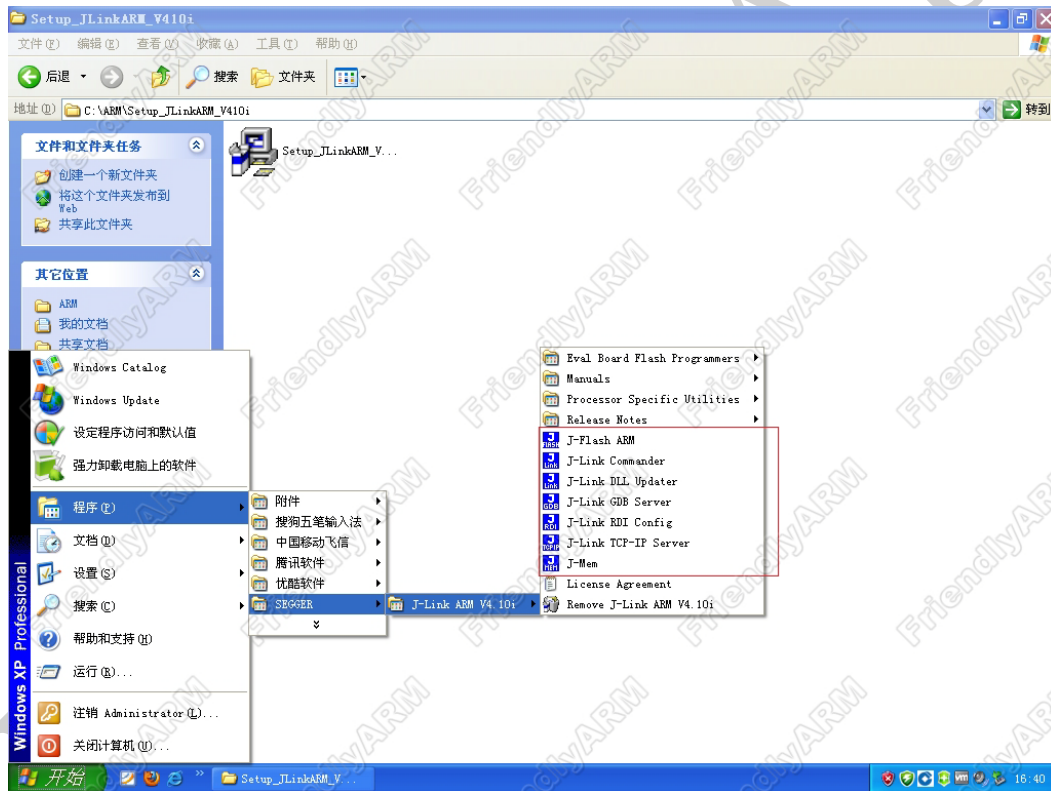 Setup_JLinkARM_V410i
文件(F) 编辑(E) 查看(V) 收藏(A) 工具(T) 帮助(H)
后退 搜索 文件夹
地址(D) C:\ARM\Setup_JLinkARM_V410i 转到
文件和文件夹任务
创建一个新文件夹
将这个文件夹发布到
Web
共享此文件夹
其它位置
ARM
我的文档
共享文档
Setup_JLinkARM_V...
Windows Catalog
Windows Update
设定程序访问和默认值
强力卸载电脑上的软件
程序(P)
文档(D)
设置(S)
搜索(C)
帮助和支持(H)
运行(R)...
注销 Administrator(L)...
关闭计算机(U)...
Windows XP Professional
附件
搜狗五笔输入法
中国移动飞信
腾讯软件
优酷软件
SEGGER
J-Link ARM V4.10i
Eval Board Flash Programmers
Manuals
Processor Specific Utilities
Release Notes
J-Flash ARM
J-Link Commander
J-Link DLL Updater
J-Link GDB Server
J-Link RDI Config
J-Link TCP-IP Server
J-Mem
License Agreement
Remove J-Link ARM V4.10i
开始 Setup_JLinkARM_V... 16:40
FriendlyARM